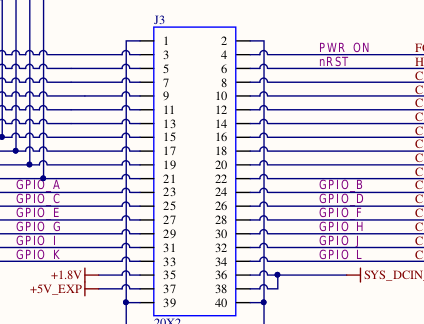 J3
1 2
3 4 PWR_ON
5 6 nRST
7 8
9 10
11 12
13 14
15 16
17 18
19 20
21 22
GPIO_A 23 24 GPIO_B
GPIO_C 25 26 GPIO_D
GPIO_E 27 28 GPIO_F
GPIO_G 29 30 GPIO_H
GPIO_I 31 32 GPIO_J
GPIO_K 33 34 GPIO_L
+1.8V 35 36 SYS_DCIN
+5V_EXP 37 38
39 40
20X2